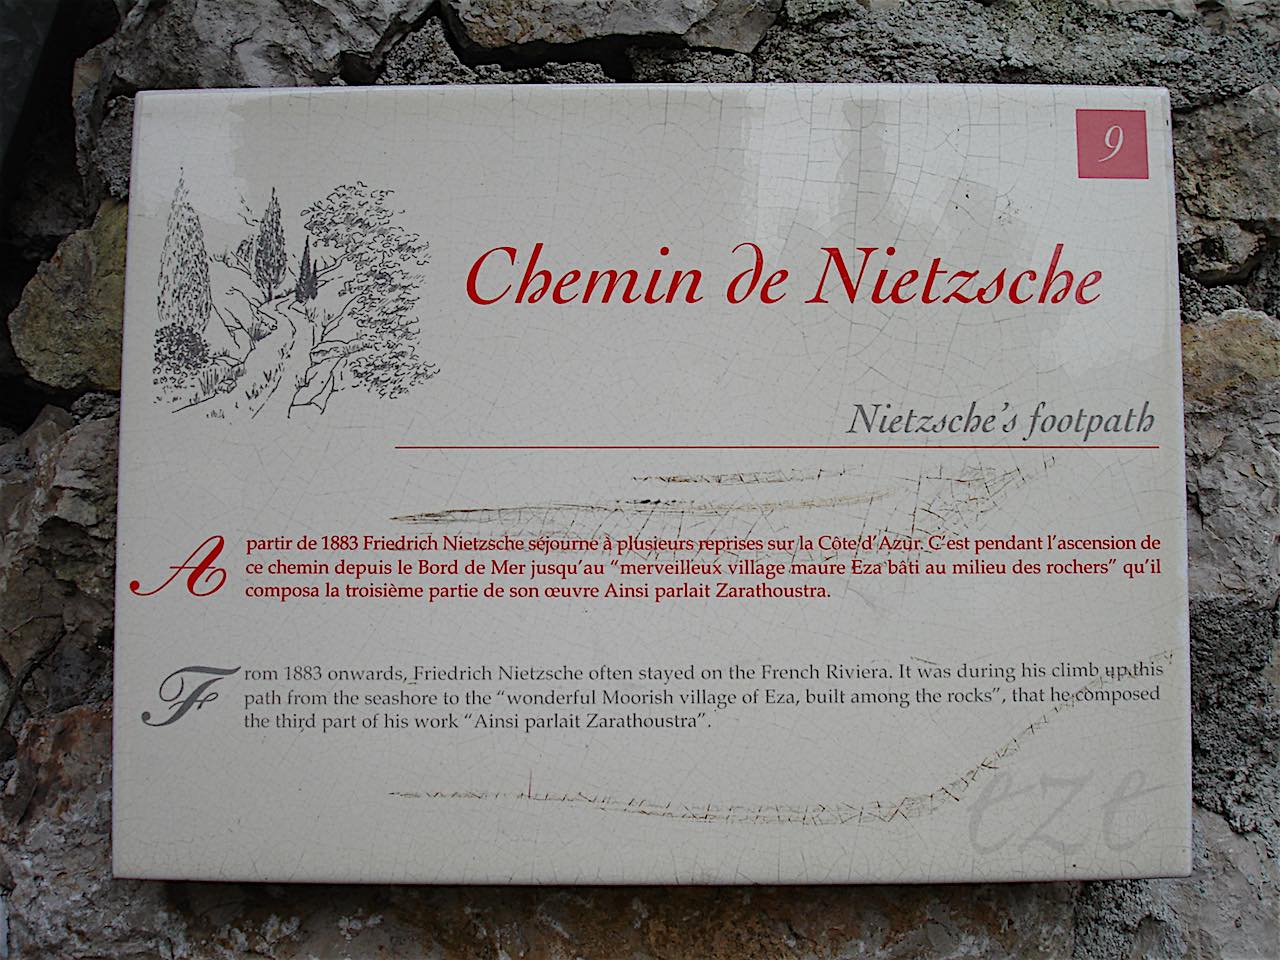 9
Chemin de Nietzsche
Nietzsche's footpath
A partir de 1883 Friedrich Nietzsche séjourne à plusieurs reprises sur la Côte d'Azur. C'est pendant l'ascension de
ce chemin depuis le Bord de Mer jusqu'au “merveilleux village maure Eza bâti au milieu des rochers” qu'il
composa la troisième partie de son œuvre Ainsi parlait Zarathoustra.
From 1883 onwards, Friedrich Nietzsche often stayed on the French Riviera. It was during his climb up this
path from the seashore to the “wonderful Moorish village of Eza, built among the rocks”, that he composed
the third part of his work “Ainsi parlait Zarathoustra”.
eze